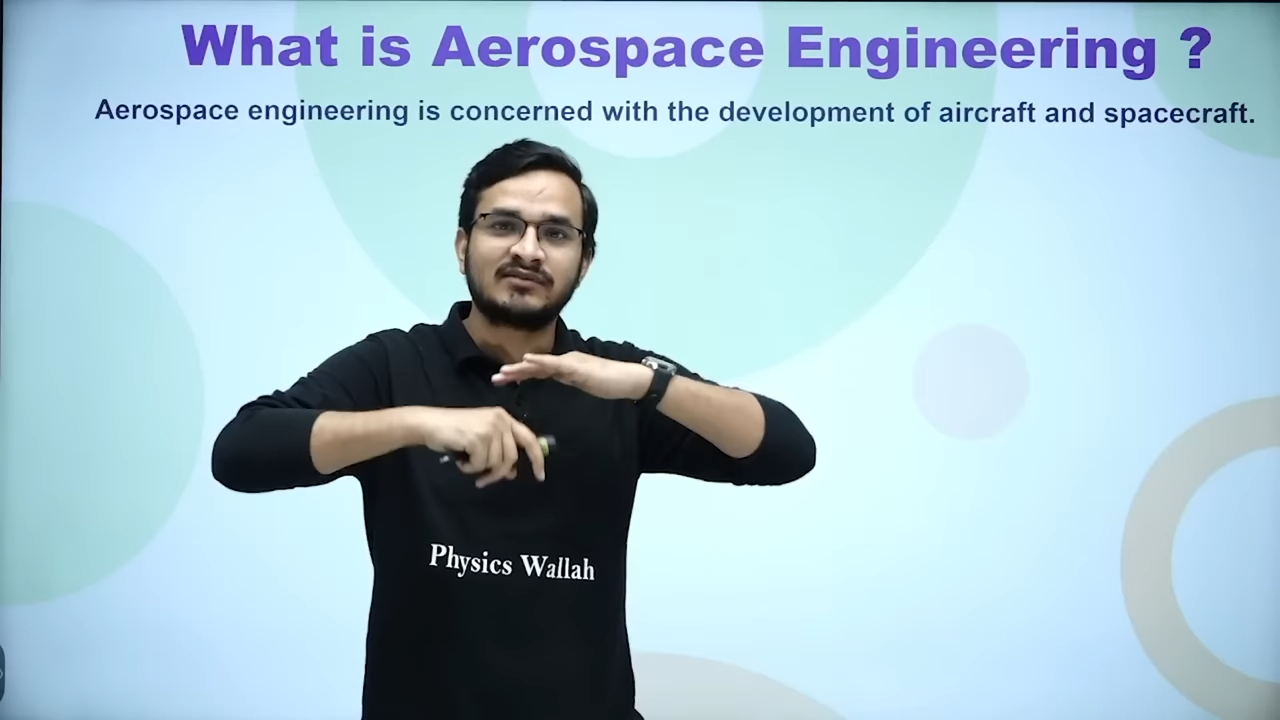 What is Aerospace Engineering ?
Aerospace engineering is concerned with the development of aircraft and spacecraft.
Physics Wallah